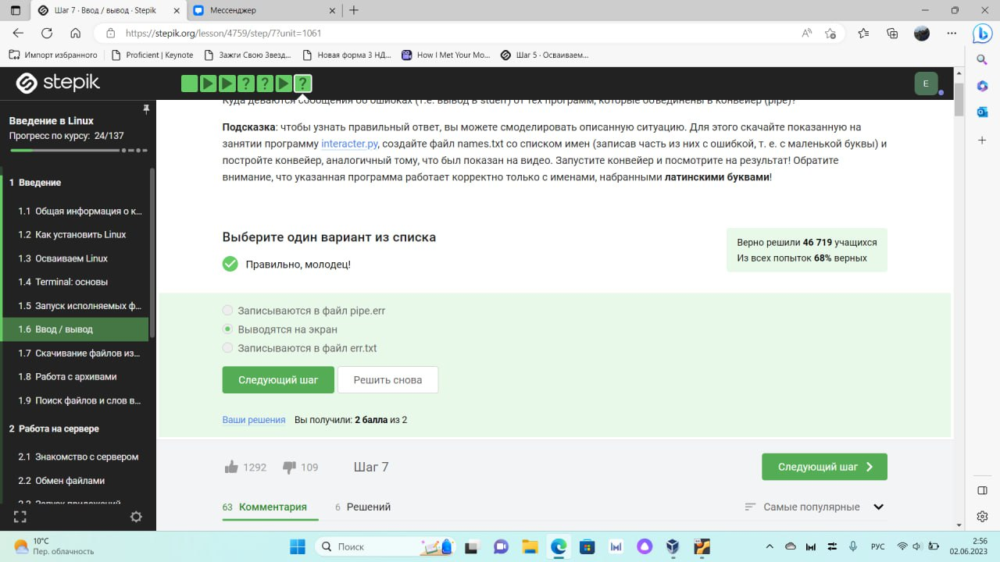 Шаг 7 · Ввод / вывод · Stepik
Мессенджер
https://stepik.org/lesson/4759/step/7?unit=1061
Импорт избранного
Proficient | Keynote
Зажги Свою Звезд...
Новая форма 3 НД...
How I Met Your Mo...
Шаг 5 · Осваиваем...
stepik
E
Введение в Linux
Прогресс по курсу: 24/137
1 Введение
1.1 Общая информация о к...
1.2 Как установить Linux
1.3 Осваиваем Linux
1.4 Terminal: основы
1.5 Запуск исполняемых ф...
1.6 Ввод / вывод
1.7 Скачивание файлов из...
1.8 Работа с архивами
1.9 Поиск файлов и слов в...
2 Работа на сервере
2.1 Знакомство с сервером
2.2 Обмен файлами
2.3 Запуск приложений
Куда деваются сообщения об ошибках (т.е. вывод в stderr) от тех программ, которые объединены в конвейер (pipe)?
Подсказка: чтобы узнать правильный ответ, вы можете смоделировать описанную ситуацию. Для этого скачайте показанную на
занятии программу interacter.py, создайте файл names.txt со списком имен (записав часть из них с ошибкой, т. е. с маленькой буквы) и
постройте конвейер, аналогичный тому, что был показан на видео. Запустите конвейер и посмотрите на результат! Обратите
внимание, что указанная программа работает корректно только с именами, набранными латинскими буквами!
Выберите один вариант из списка
Правильно, молодец!
Верно решили 46 719 учащихся
Из всех попыток 68% верных
Записываются в файл pipe.err
Выводятся на экран
Записываются в файл err.txt
Следующий шаг
Решить снова
Ваши решения Вы получили: 2 балла из 2
1292
109
Шаг 7
Следующий шаг
63 Комментария
6 Решений
Самые популярные
10°C
Пер. облачность
Поиск
РУС
2:56
02.06.2023